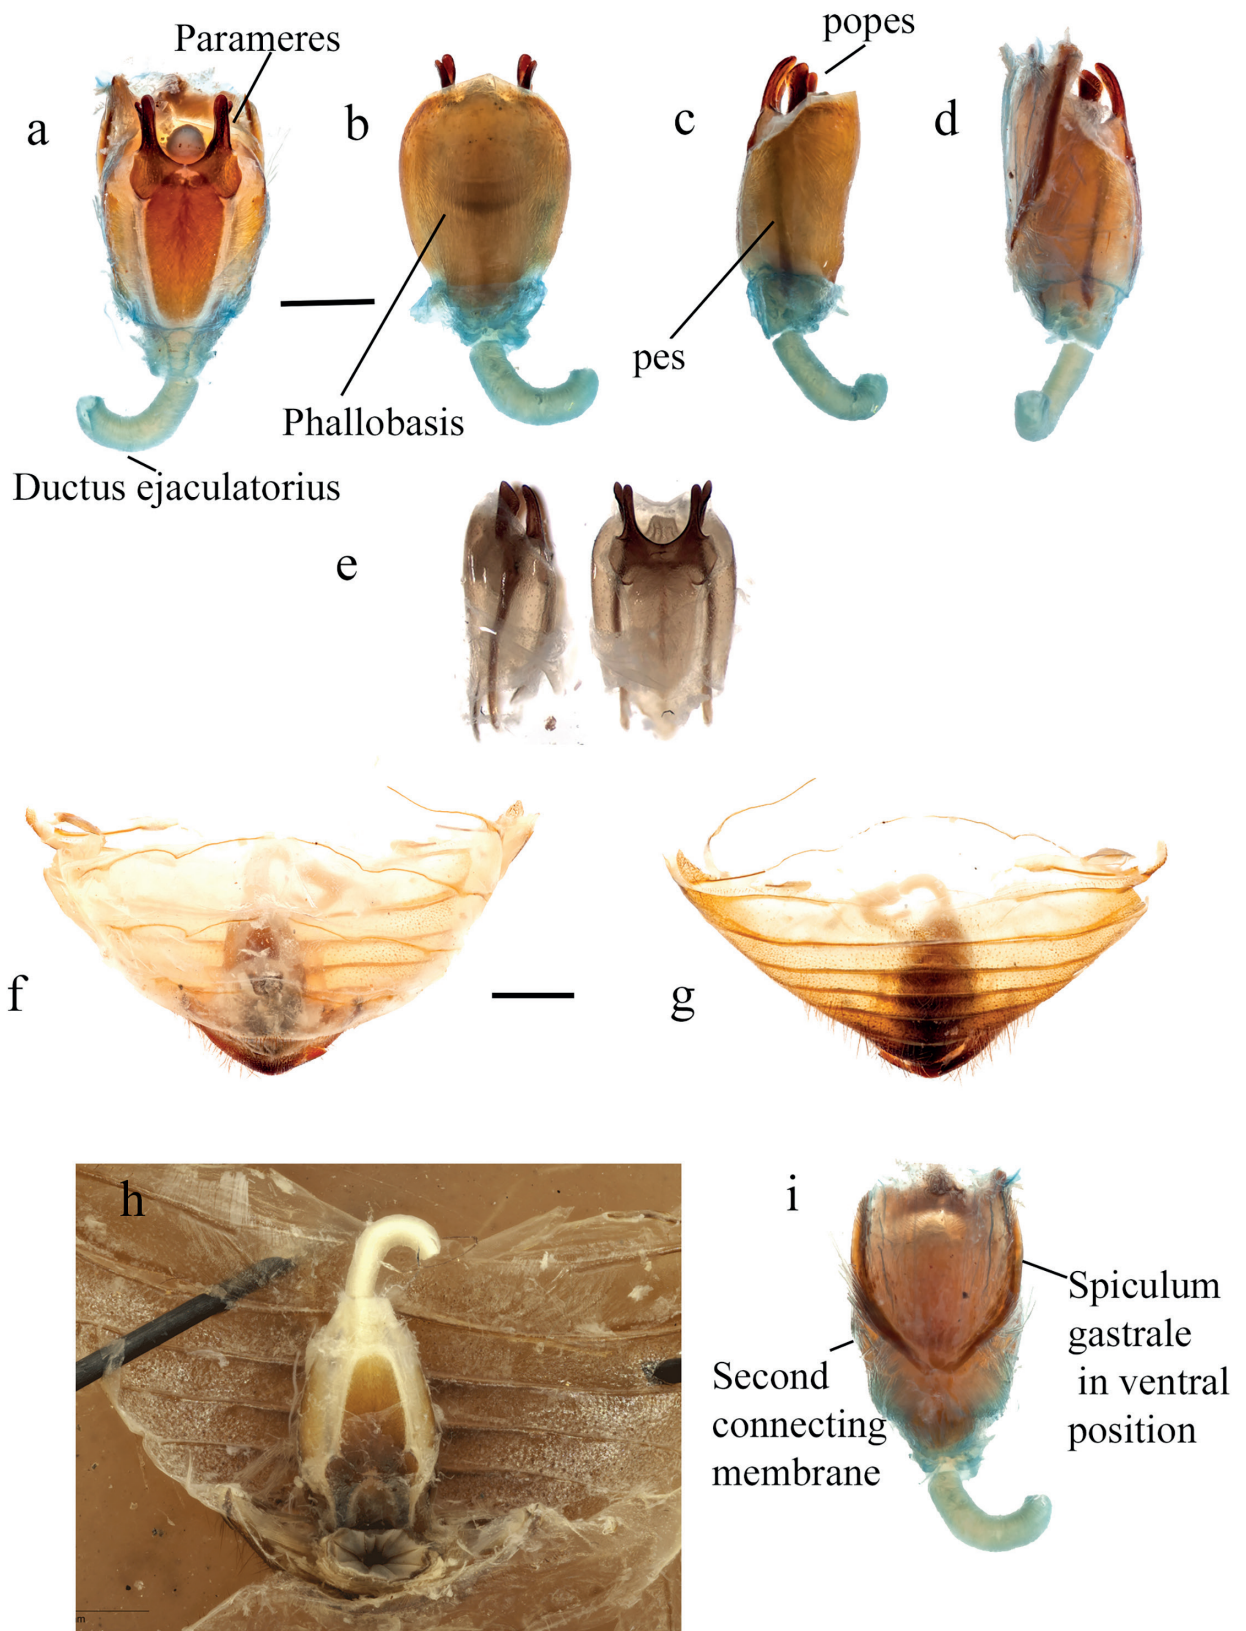 Parameres
popes
a
b
c
d
pes
Phallobasis
Ductus ejaculatorius
e
f
g
h
i
Spiculum
gastrale
in ventral
position
Second
connecting
membrane
m